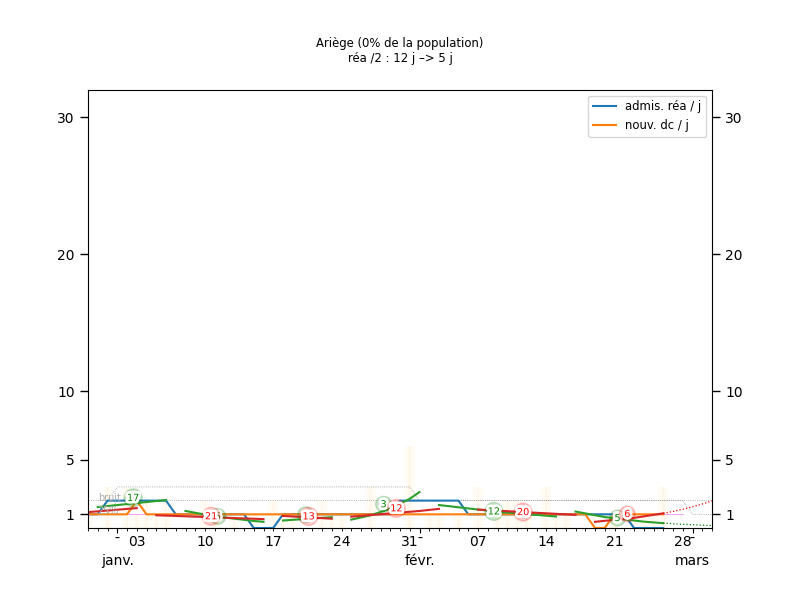 Ariège (0% de la population)
réa /2 : 12 j –> 5 j
admis. réa / j
nouv. dc / j
30 30
20 20
10 10
5 5
1 1
bruit
17 21 13 3 12 12 20 5 6
03 10 17 24 31 07 14 21 28
janv. févr. mars